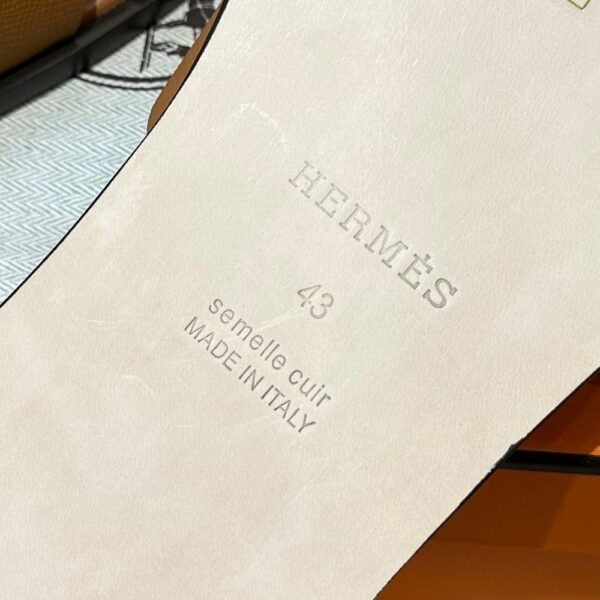 HERMÈS
43
semelle cuir
MADE IN ITALY